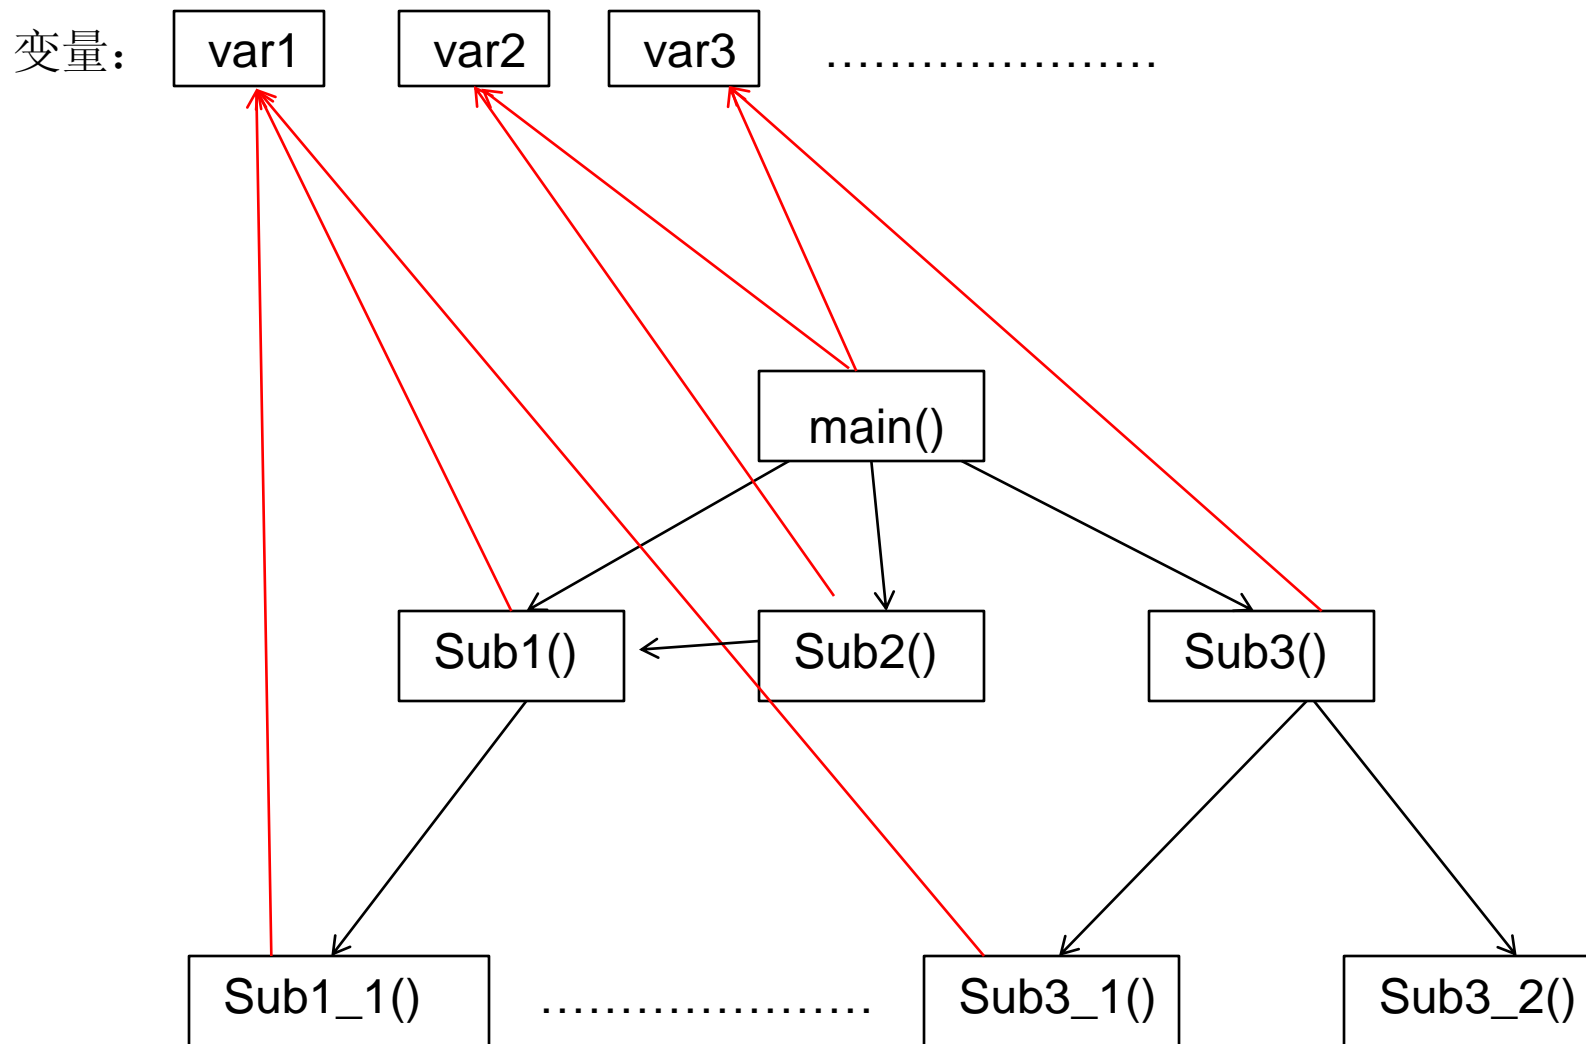 变量： var1 var2 var3 .....................
main()
Sub1() Sub2() Sub3()
Sub1_1() ..................... Sub3_1() Sub3_2()